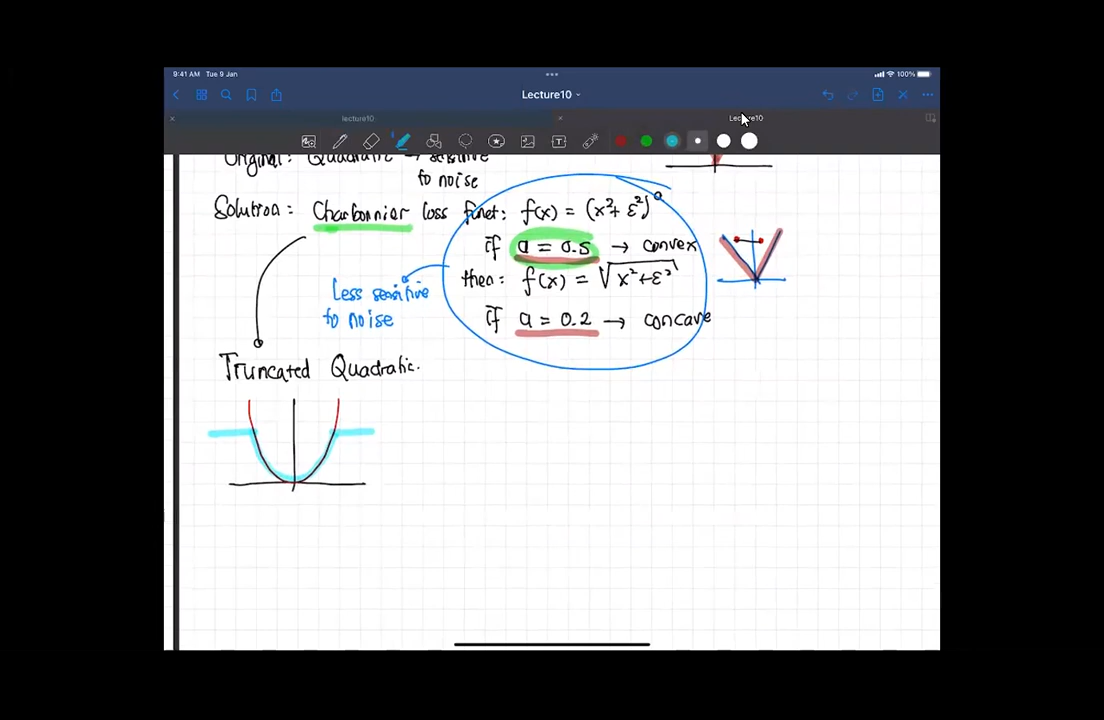 9:41 AM Tue 9 Jan
100%
Lecture10
lecture10
Lecture10
Original: Quadratic → sensitive
to noise
Solution: Charbonnier loss funct: f(x) = (x² + ε²)ᵃ
if a = 0.5 → convex
then: f(x) = √x² + ε²
Less sensitive
to noise
if a = 0.2 → concave
Truncated Quadratic.